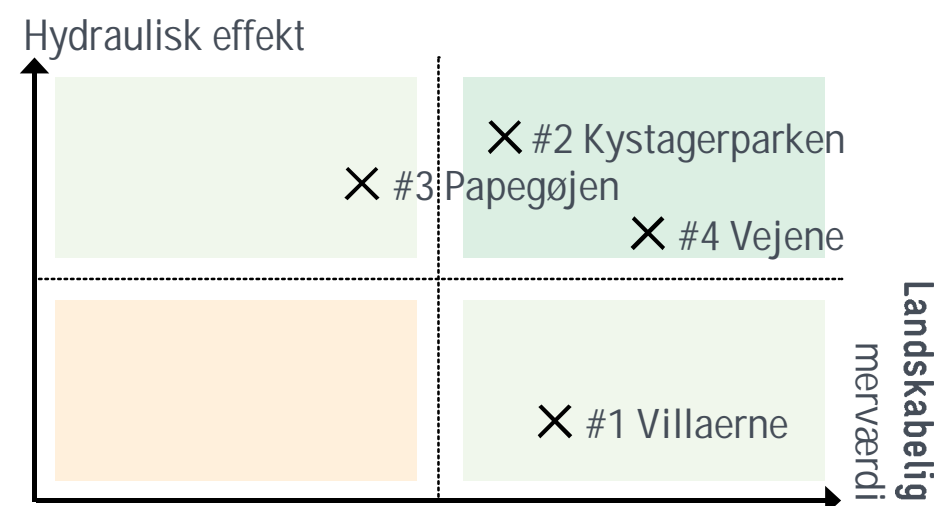 Hydraulisk effekt
#2 Kystagerparken
#3 Papegøjen
#4 Vejene
#1 Villaerne
Landskabelig
merværdi